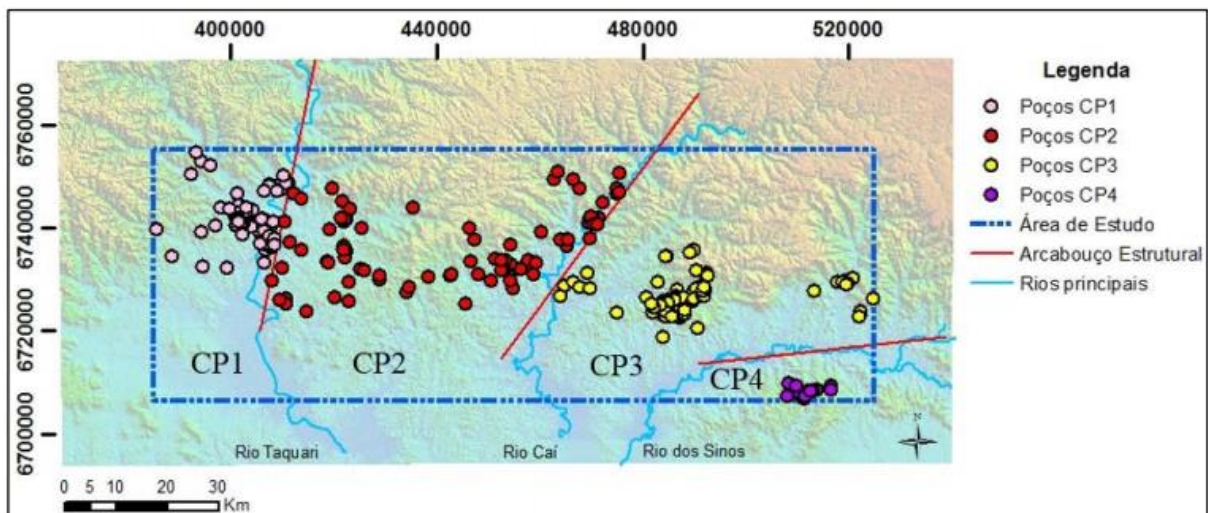 400000 440000 480000 520000
Legenda
Poços CP1
Poços CP2
Poços CP3
Poços CP4
Área de Estudo
Arcabouço Estrutural
Rios principais
6760000
6740000
6720000
6700000
CP1 CP2 CP3 CP4
N
Rio Taquari Rio Caí Rio dos Sinos
0 5 10 20 30
Km